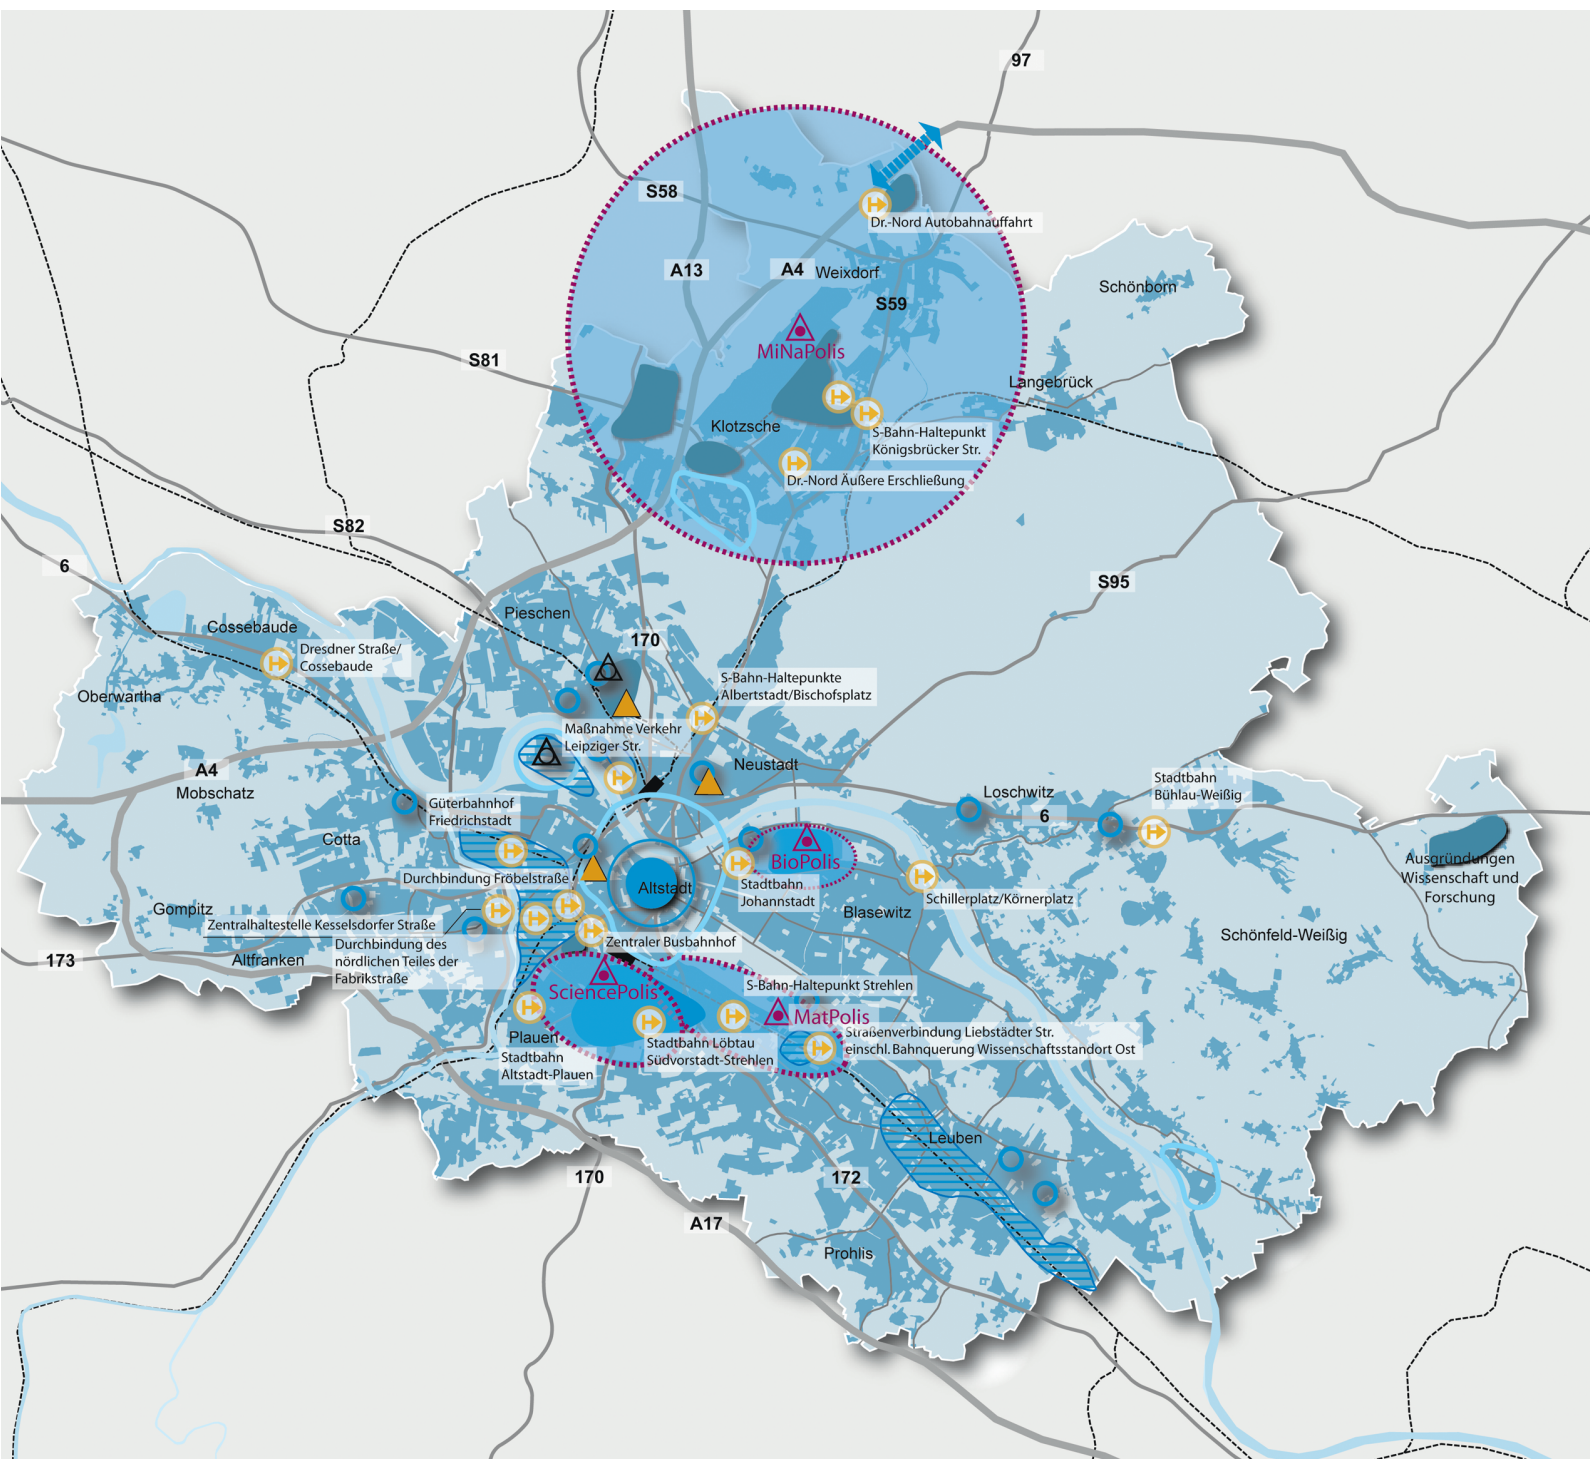 97
S58
Dr.-Nord Autobahnauffahrt
A13
A4
Weixdorf
Schönborn
S59
MiNaPolis
S81
Langebrück
Klotzsche
S-Bahn-Haltepunkt
Königsbrücker Str.
Dr.-Nord Äußere Erschließung
S82
6
S95
Pieschen
Cossebaude
170
Dresdner Straße/
Cossebaude
S-Bahn-Haltepunkte
Albertstadt/Bischofsplatz
Oberwartha
Maßnahme Verkehr
Leipziger Str.
Neustadt
A4
Mobschatz
Stadtbahn
Bühlau-Weißig
Loschwitz
6
Güterbahnhof
Friedrichstadt
Cotta
BioPolis
Ausgründungen
Wissenschaft und
Forschung
Durchbindung Fröbelstraße
Altstadt
Stadtbahn
Johannstadt
Schillerplatz/Körnerplatz
Gompitz
Blasewitz
Zentralhaltestelle Kesselsdorfer Straße
Schönfeld-Weißig
Zentraler Busbahnhof
Durchbindung des
nördlichen Teiles der
Fabrikstraße
173
Altfranken
S-Bahn-Haltepunkt Strehlen
SciencePolis
MatPolis
Plauen
Straßenverbindung Liebstädter Str.
einschl. Bahnquerung Wissenschaftsstandort Ost
Stadtbahn Löbtau
Südvorstadt-Strehlen
Stadtbahn
Altstadt-Plauen
Leuben
170
172
A17
Prohlis